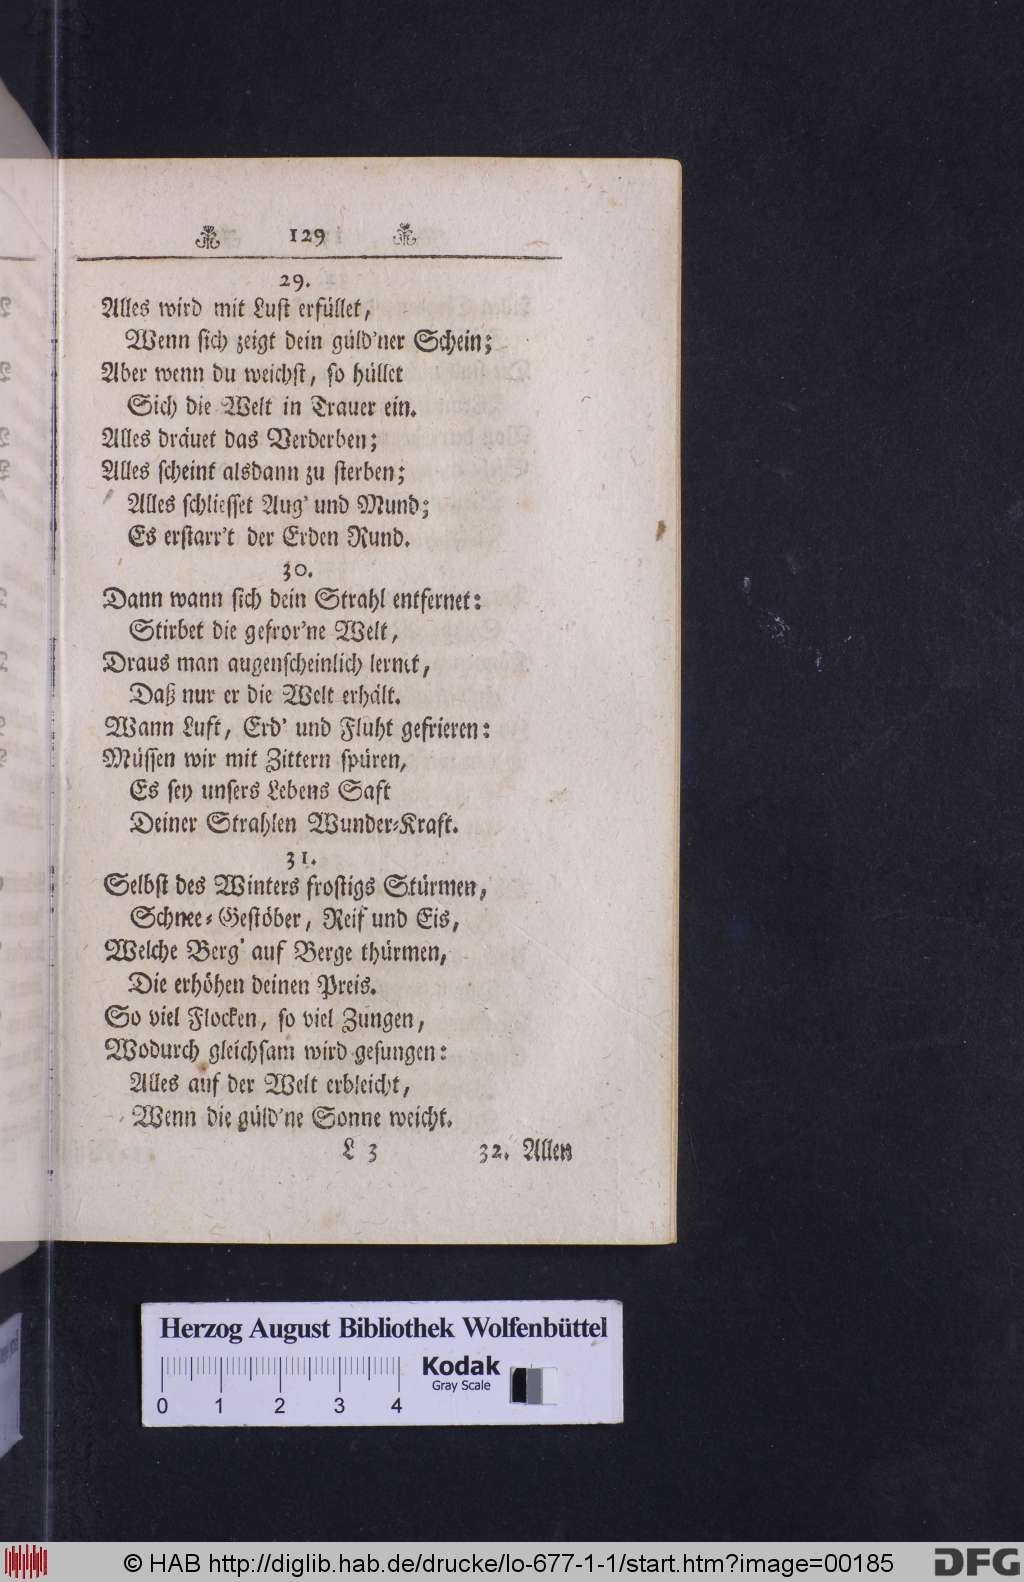 129
29.
Alles wird mit Lust erfüllet,
Wenn sich zeigt dein güld'ner Schein;
Aber wenn du weichst, so hüllet
Sich die Welt in Trauer ein.
Alles dräuet das Verderben;
Alles scheint alsdann zu sterben;
Alles schliesset Aug' und Mund;
Es erstarr't der Erden Rund.
30.
Dann wann sich dein Strahl entfernet:
Stirbet die gefror'ne Welt,
Draus man augenscheinlich lernet,
Daß nur er die Welt erhält.
Wann Luft, Erd' und Fluht gefrieren:
Müssen wir mit Zittern spüren,
Es sey unsers Lebens Saft
Deiner Strahlen Wunder-Kraft.
31.
Selbst des Winters frostigs Stürmen,
Schnee-Gestöber, Reif und Eis,
Welche Berg' auf Berge thürmen,
Die erhöhen deinen Preis.
So viel Flocken, so viel Zungen,
Wodurch gleichsam wird gesungen:
Alles auf der Welt erbleicht,
Wenn die güld'ne Sonne weicht.
L 3 32. Allen
Herzog August Bibliothek Wolfenbüttel
Kodak
Gray Scale
0 1 2 3 4
© HAB http://diglib.hab.de/drucke/lo-677-1-1/start.htm?image=00185
DFG